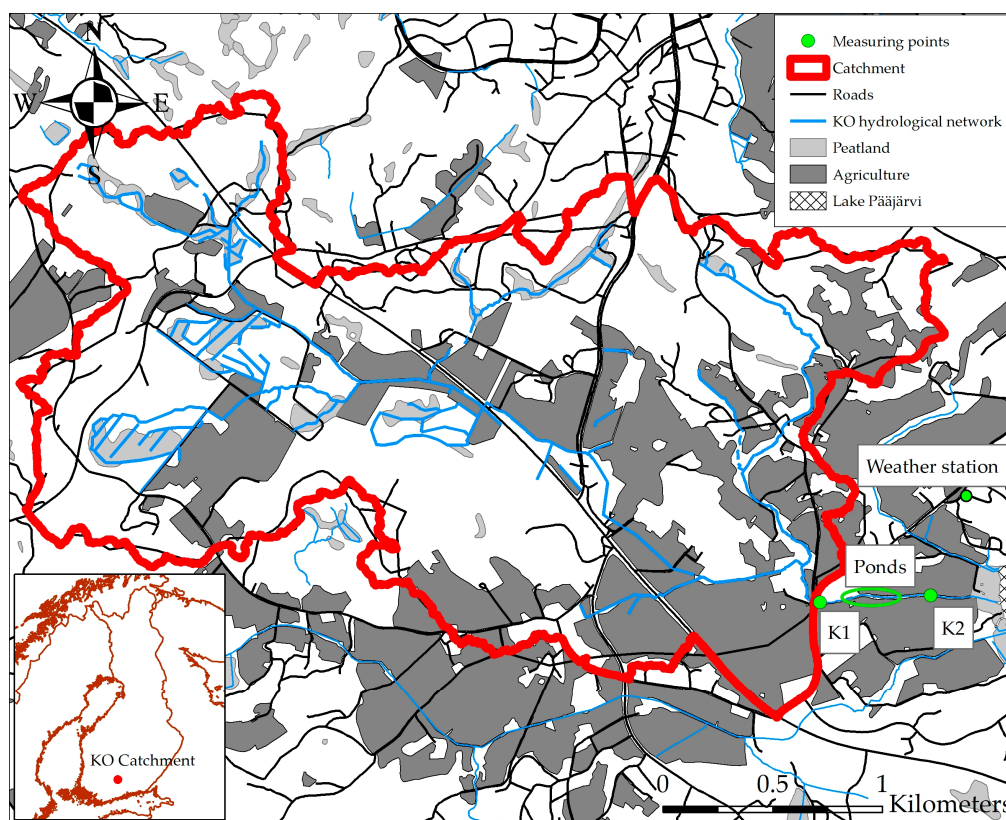 N
W
E
S
Measuring points
Catchment
Roads
KO hydrological network
Peatland
Agriculture
Lake Pääjärvi
Weather station
Ponds
K1
K2
KO Catchment
0 0.5 1
Kilometers